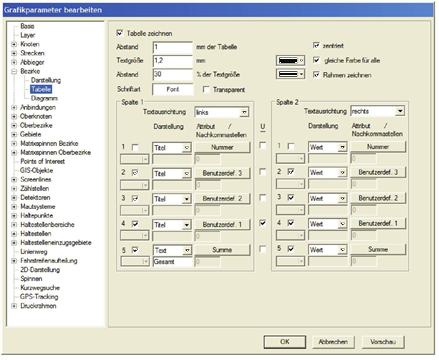 Grafikparameter bearbeiten
Basis
Layer
Knoten
Strecken
Abbieger
Bezirke
Darstellung
Tabelle
Diagramm
Anbindungen
Oberknoten
Oberbezirke
Gebiete
Matrixspinnen Bezirke
Matrixspinnen Oberbezirke
Points of Interest
GIS-Objekte
Screenlines
Zählstellen
Detektoren
Mautsysteme
Haltepunkte
Haltestellenbereiche
Haltestellen
Haltestelleneinzugsgebiete
Linienweg
Fahrstreifenaufteilung
2D-Darstellung
Spinnen
Kurzwegsuche
GPS-Tracking
Druckrahmen
Tabelle zeichnen
Abstand 1 mm der Tabelle zentriert
Textgröße 1,2 mm gleiche Farbe für alle
Abstand 30 % der Textgröße Rahmen zeichnen
Schriftart Font Transparent
Spalte 1
Textausrichtung links
Darstellung Attribut / Nachkommastellen
U
1 Titel Nummer
0
2 Titel Benutzerdef. 3
0
3 Titel Benutzerdef. 2
0
4 Titel Benutzerdef. 1
0
5 Text Summe
Gesamt 0
Spalte 2
Textausrichtung rechts
Darstellung Attribut / Nachkommastellen
1 Wert Nummer
0
2 Wert Benutzerdef. 3
0
3 Wert Benutzerdef. 2
0
4 Wert Benutzerdef. 1
0
5 Wert Summe
0
OK Abbrechen Vorschau